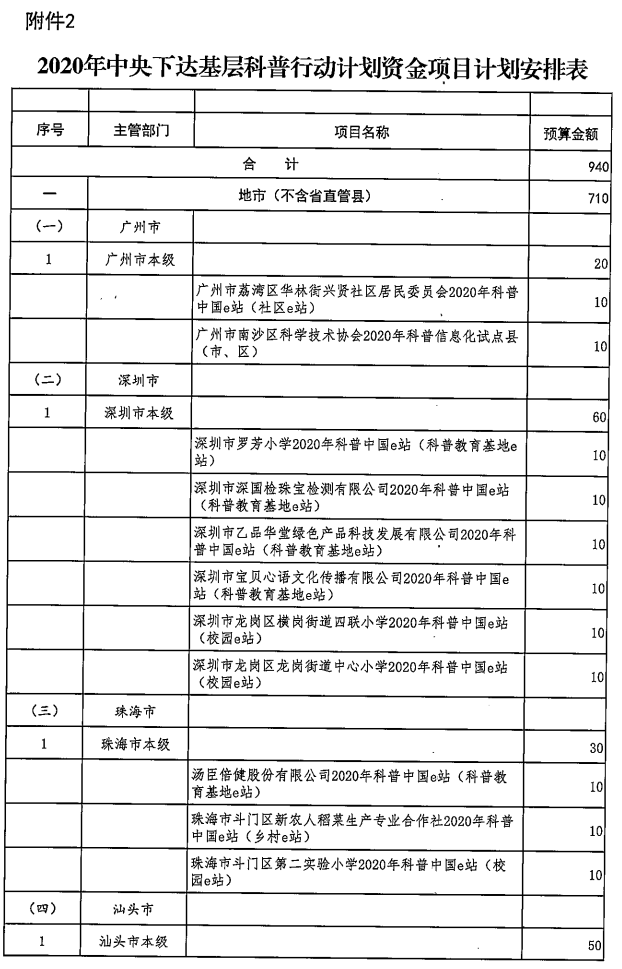 附件2
2020年中央下达基层科普行动计划资金项目计划安排表
序号 主管部门 项目名称 预算金额
合 计 940
一 地市（不含省直管县） 710
（一） 广州市
1 广州市本级 20
广州市荔湾区华林街兴贤社区居民委员会2020年科普
中国e站（社区e站） 10
广州市南沙区科学技术协会2020年科普信息化试点县
（市、区） 10
（二） 深圳市
1 深圳市本级 60
深圳市罗芳小学2020年科普中国e站（科普教育基地e
站） 10
深圳市深国检珠宝检测有限公司2020年科普中国e站
（科普教育基地e站） 10
深圳市乙品华堂绿色产品科技发展有限公司2020年科
普中国e站（科普教育基地e站） 10
深圳市宝贝心语文化传播有限公司2020年科普中国e
站（科普教育基地e站） 10
深圳市龙岗区横岗街道四联小学2020年科普中国e站
（校园e站） 10
深圳市龙岗区龙岗街道中心小学2020年科普中国e站
（校园e站） 10
（三） 珠海市
1 珠海市本级 30
汤臣倍健股份有限公司2020年科普中国e站（科普教
育基地e站） 10
珠海市斗门区新农人稻菜生产专业合作社2020年科普
中国e站（乡村e站） 10
珠海市斗门区第二实验小学2020年科普中国e站（校
园e站） 10
（四） 汕头市
1 汕头市本级 50